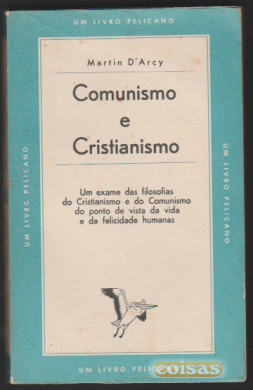 UM LIVRO PELICANO
Martin D'Arcy
Comunismo
e
Cristianismo
Um exame das filosofias
do Cristianismo e do Comunismo
do ponto de vista da vida
e da felicidade humanas
UM LIVRO PELICANO
UM LIVRO PELICANO
UM LIVRO PELICANO
coisas